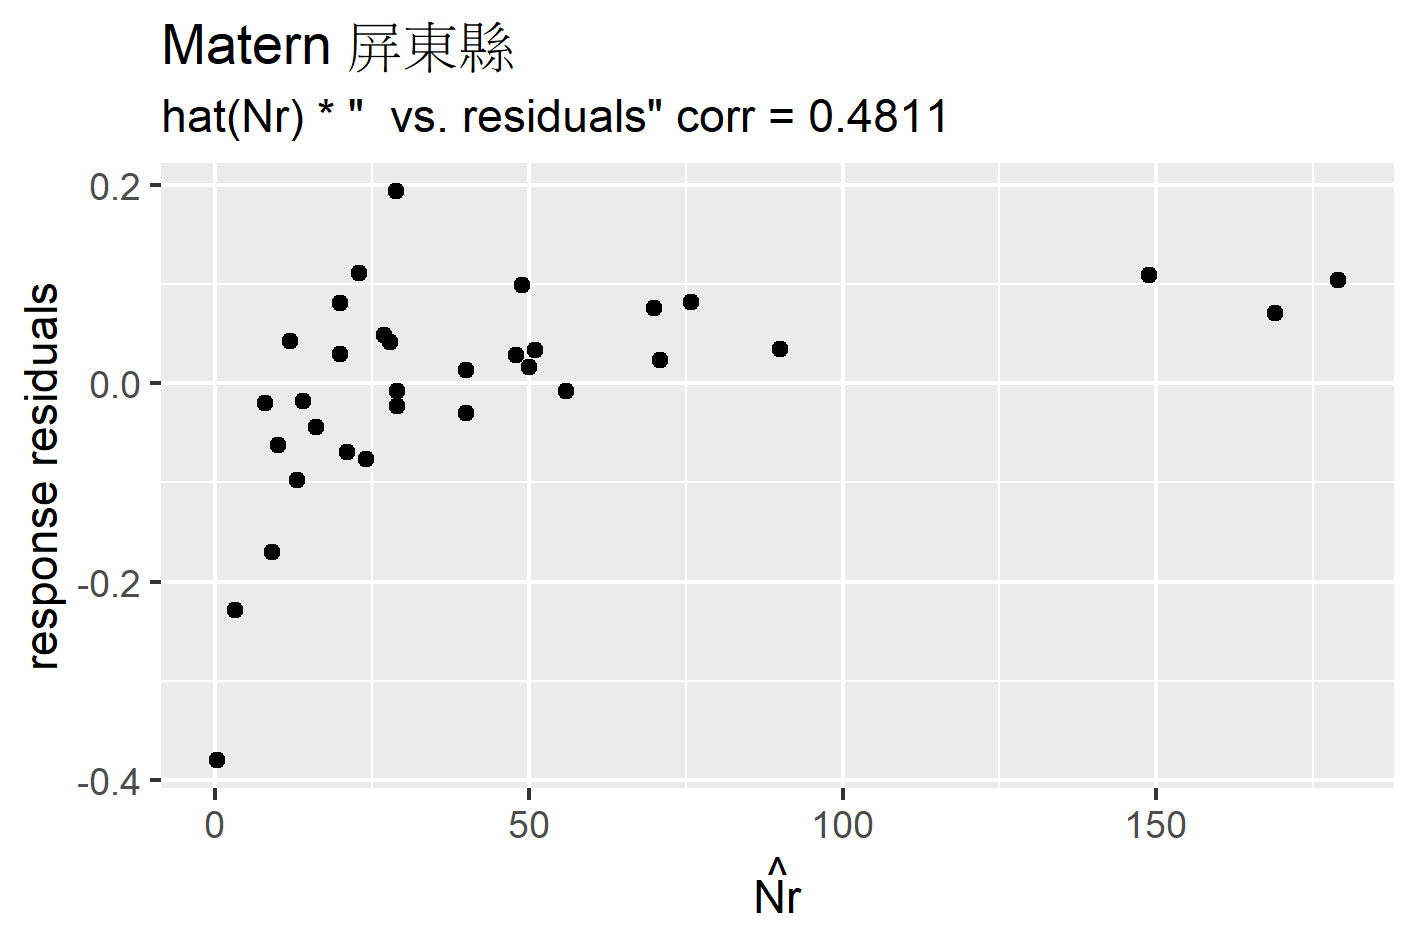 Matern 屏東縣
hat(Nr) * "  vs. residuals" corr = 0.4811
response residuals
0.2
0.0
-0.2
-0.4
0 50 100 150
N̂r